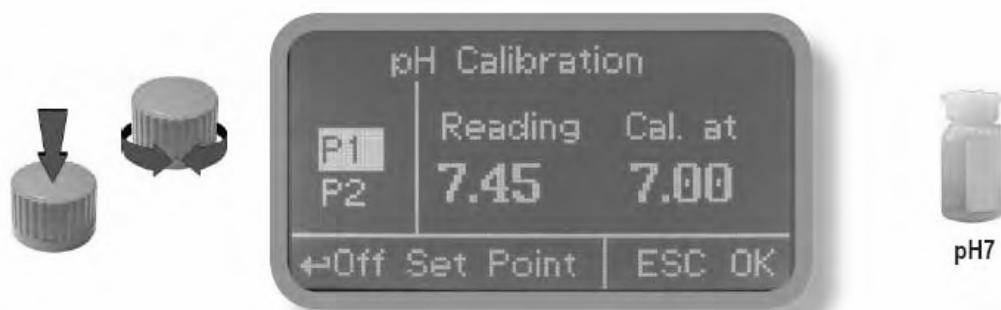 pH Calibration
Reading Cal. at
P1
7.45 7.00
P2
↩Off Set Point ESC OK
pH7